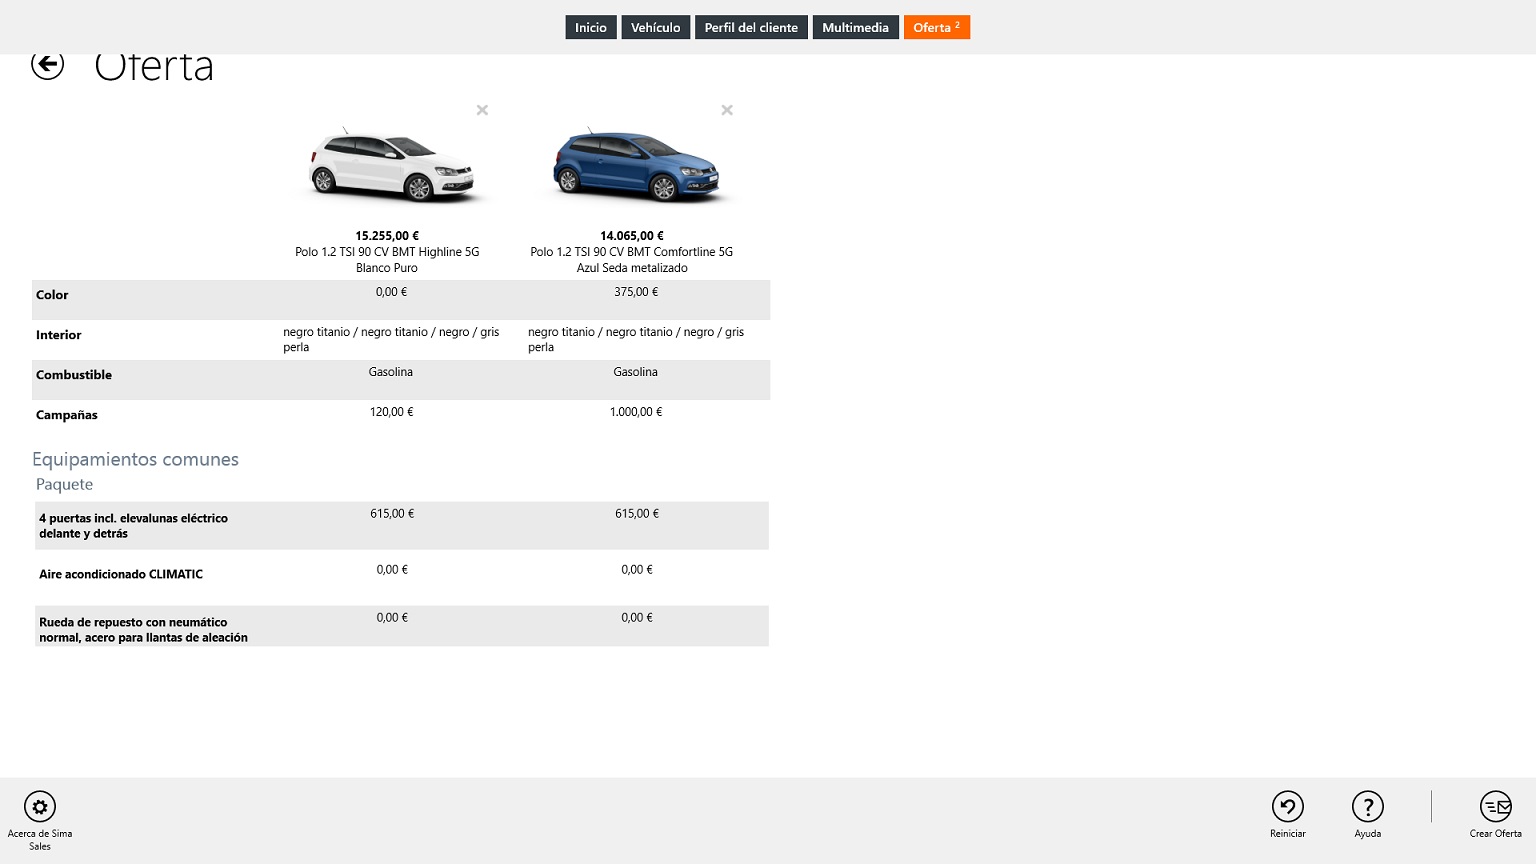 Inicio
Vehículo
Perfil del cliente
Multimedia
Oferta 2
Oferta
15.255,00 €
Polo 1.2 TSI 90 CV BMT Highline 5G
Blanco Puro
14.065,00 €
Polo 1.2 TSI 90 CV BMT Comfortline 5G
Azul Seda metalizado
Color
0,00 €
375,00 €
Interior
negro titanio / negro titanio / negro / gris
perla
negro titanio / negro titanio / negro / gris
perla
Combustible
Gasolina
Gasolina
Campañas
120,00 €
1.000,00 €
Equipamientos comunes
Paquete
4 puertas incl. elevalunas eléctrico
delante y detrás
615,00 €
615,00 €
Aire acondicionado CLIMATIC
0,00 €
0,00 €
Rueda de repuesto con neumático
normal, acero para llantas de aleación
0,00 €
0,00 €
Acerca de Sima
Sales
Reiniciar
Ayuda
Crear Oferta